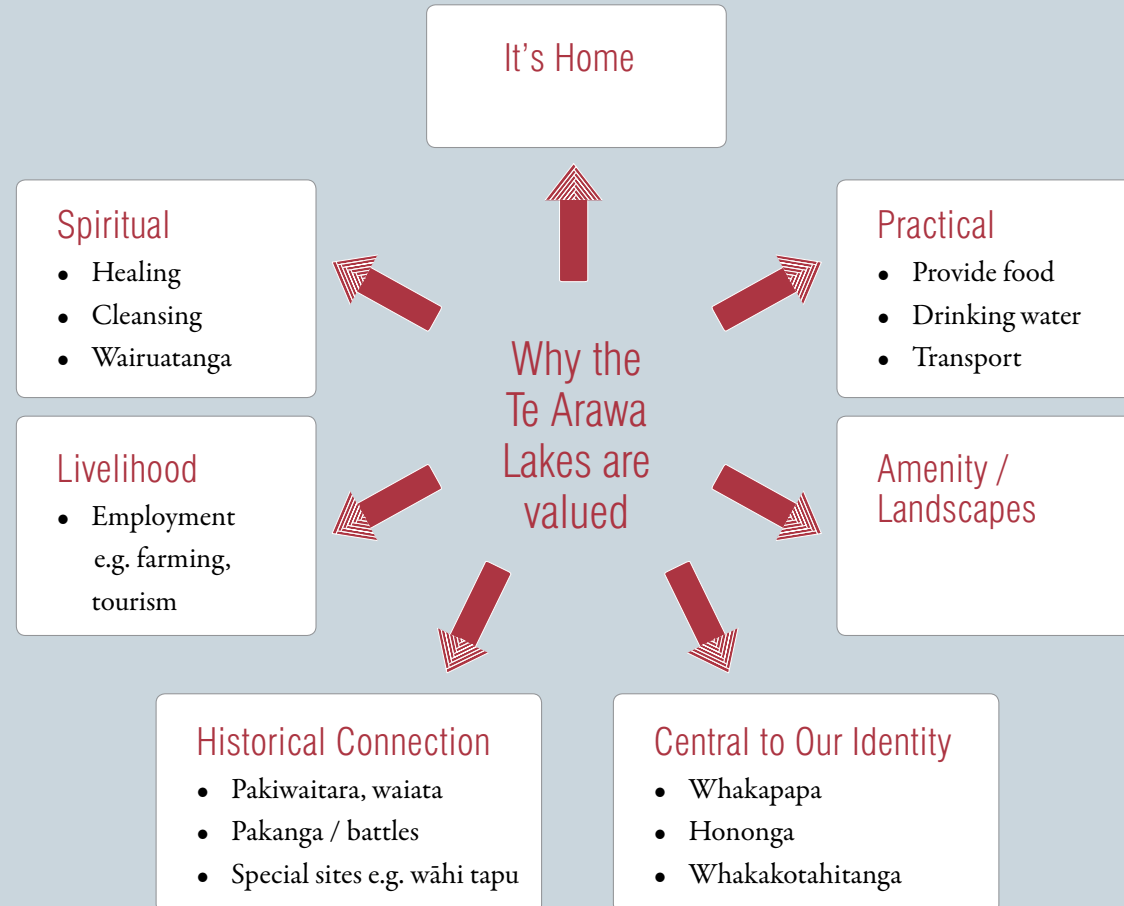 It’s Home
Spiritual
• Healing
• Cleansing
• Wairuatanga
Practical
• Provide food
• Drinking water
• Transport
Why the
Te Arawa
Lakes are
valued
Livelihood
• Employment
e.g. farming,
tourism
Amenity /
Landscapes
Historical Connection
• Pakiwaitara, waiata
• Pakanga / battles
• Special sites e.g. wāhi tapu
Central to Our Identity
• Whakapapa
• Hononga
• Whakakotahitanga